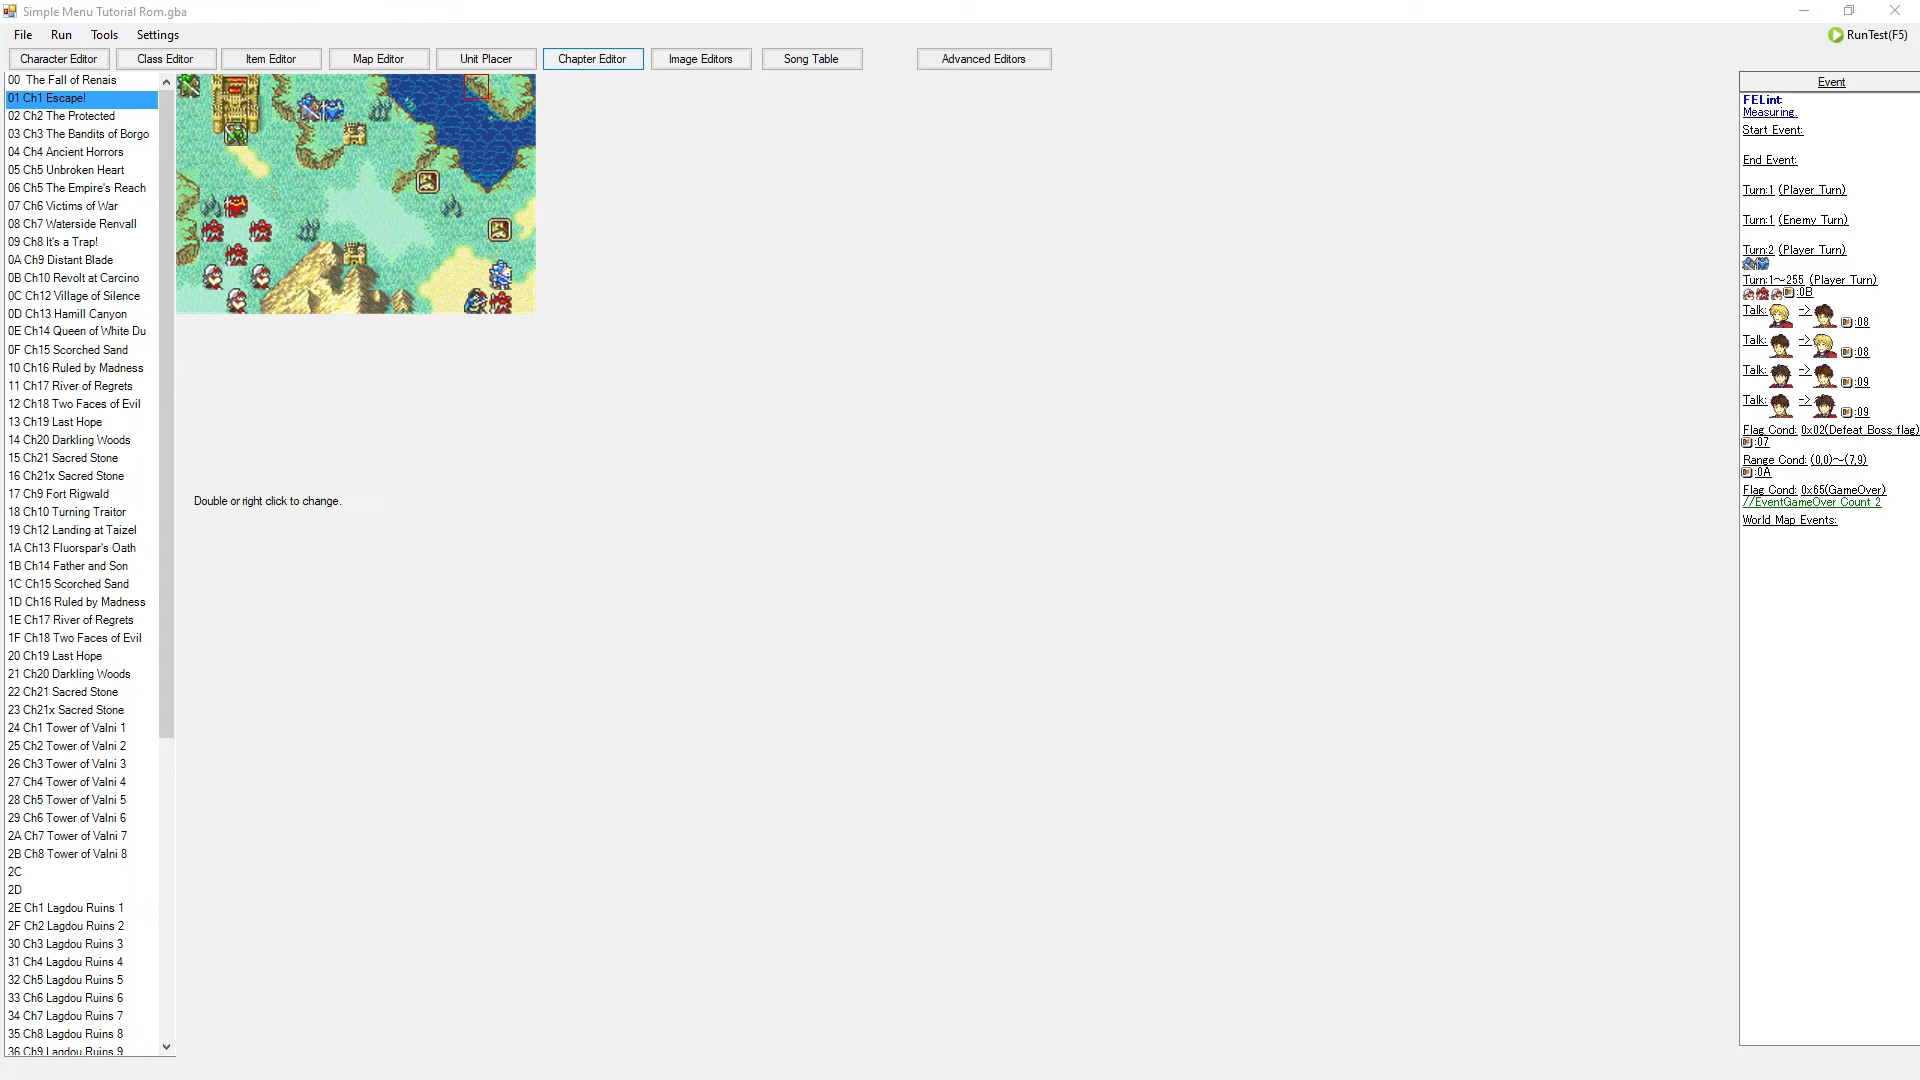 Simple Menu Tutorial Rom.gba
File Run Tools Settings
RunTest(F5)
Character Editor Class Editor Item Editor Map Editor Unit Placer Chapter Editor Image Editors Song Table Advanced Editors
00 The Fall of Renais
01 Ch1 Escape!
02 Ch2 The Protected
03 Ch3 The Bandits of Borgo
04 Ch4 Ancient Horrors
05 Ch5 Unbroken Heart
06 Ch5 The Empire's Reach
07 Ch6 Victims of War
08 Ch7 Waterside Renvall
09 Ch8 It's a Trap!
0A Ch9 Distant Blade
0B Ch10 Revolt at Carcino
0C Ch12 Village of Silence
0D Ch13 Hamill Canyon
0E Ch14 Queen of White Du
0F Ch15 Scorched Sand
10 Ch16 Ruled by Madness
11 Ch17 River of Regrets
12 Ch18 Two Faces of Evil
13 Ch19 Last Hope
14 Ch20 Darkling Woods
15 Ch21 Sacred Stone
16 Ch21x Sacred Stone
17 Ch9 Fort Rigwald
18 Ch10 Turning Traitor
19 Ch12 Landing at Taizel
1A Ch13 Fluorspar's Oath
1B Ch14 Father and Son
1C Ch15 Scorched Sand
1D Ch16 Ruled by Madness
1E Ch17 River of Regrets
1F Ch18 Two Faces of Evil
20 Ch19 Last Hope
21 Ch20 Darkling Woods
22 Ch21 Sacred Stone
23 Ch21x Sacred Stone
24 Ch1 Tower of Valni 1
25 Ch2 Tower of Valni 2
26 Ch3 Tower of Valni 3
27 Ch4 Tower of Valni 4
28 Ch5 Tower of Valni 5
29 Ch6 Tower of Valni 6
2A Ch7 Tower of Valni 7
2B Ch8 Tower of Valni 8
2C
2D
2E Ch1 Lagdou Ruins 1
2F Ch2 Lagdou Ruins 2
30 Ch3 Lagdou Ruins 3
31 Ch4 Lagdou Ruins 4
32 Ch5 Lagdou Ruins 5
33 Ch6 Lagdou Ruins 6
34 Ch7 Lagdou Ruins 7
35 Ch8 Lagdou Ruins 8
36 Ch9 Lagdou Ruins 9
Double or right click to change.
Event
FELint:
Measuring.
Start Event:
End Event:
Turn:1 (Player Turn)
Turn:1 (Enemy Turn)
Turn:2 (Player Turn)
Turn:1～255 (Player Turn)
:0B
Talk: -> :08
Talk: -> :08
Talk: -> :09
Talk: -> :09
Flag Cond: 0x02(Defeat Boss flag)
:07
Range Cond: (0,0)～(7,9)
:0A
Flag Cond: 0x65(GameOver)
//EventGameOver Count 2
World Map Events: